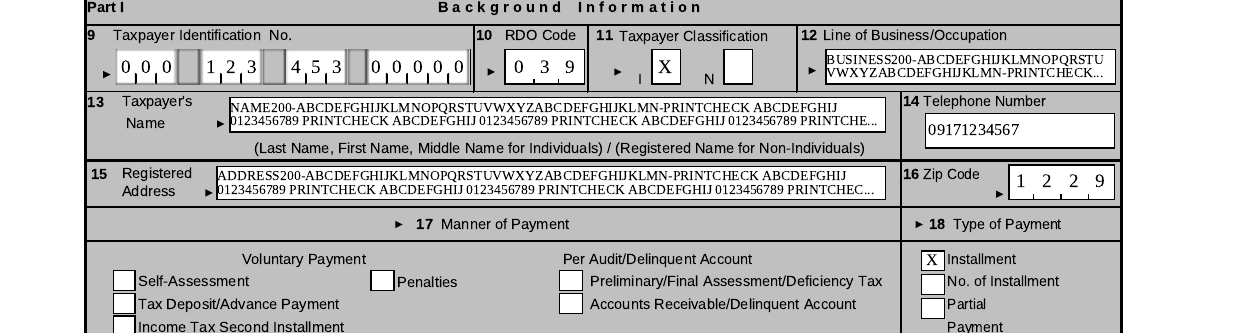 Part I Background Information
9 Taxpayer Identification No. 10 RDO Code 11 Taxpayer Classification 12 Line of Business/Occupation
000 123 453 00000 039 I X N BUSINESS200-ABCDEFGHIJKLMNOPQRSTU
VWXYZABCDEFGHIJKLMN-PRINTCHECK...
13 Taxpayer's Name NAME200-ABCDEFGHIJKLMNOPQRSTUVWXYZABCDEFGHIJKLMN-PRINTCHECK ABCDEFGHIJ
0123456789 PRINTCHECK ABCDEFGHIJ 0123456789 PRINTCHECK ABCDEFGHIJ 0123456789 PRINTCHE...
14 Telephone Number
09171234567
(Last Name, First Name, Middle Name for Individuals) / (Registered Name for Non-Individuals)
15 Registered Address ADDRESS200-ABCDEFGHIJKLMNOPQRSTUVWXYZABCDEFGHIJKLMN-PRINTCHECK ABCDEFGHIJ
0123456789 PRINTCHECK ABCDEFGHIJ 0123456789 PRINTCHECK ABCDEFGHIJ 0123456789 PRINTCHEC...
16 Zip Code 1229
17 Manner of Payment 18 Type of Payment
Voluntary Payment Per Audit/Delinquent Account X Installment
Self-Assessment Penalties Preliminary/Final Assessment/Deficiency Tax No. of Installment
Tax Deposit/Advance Payment Accounts Receivable/Delinquent Account Partial
Income Tax Second Installment Payment